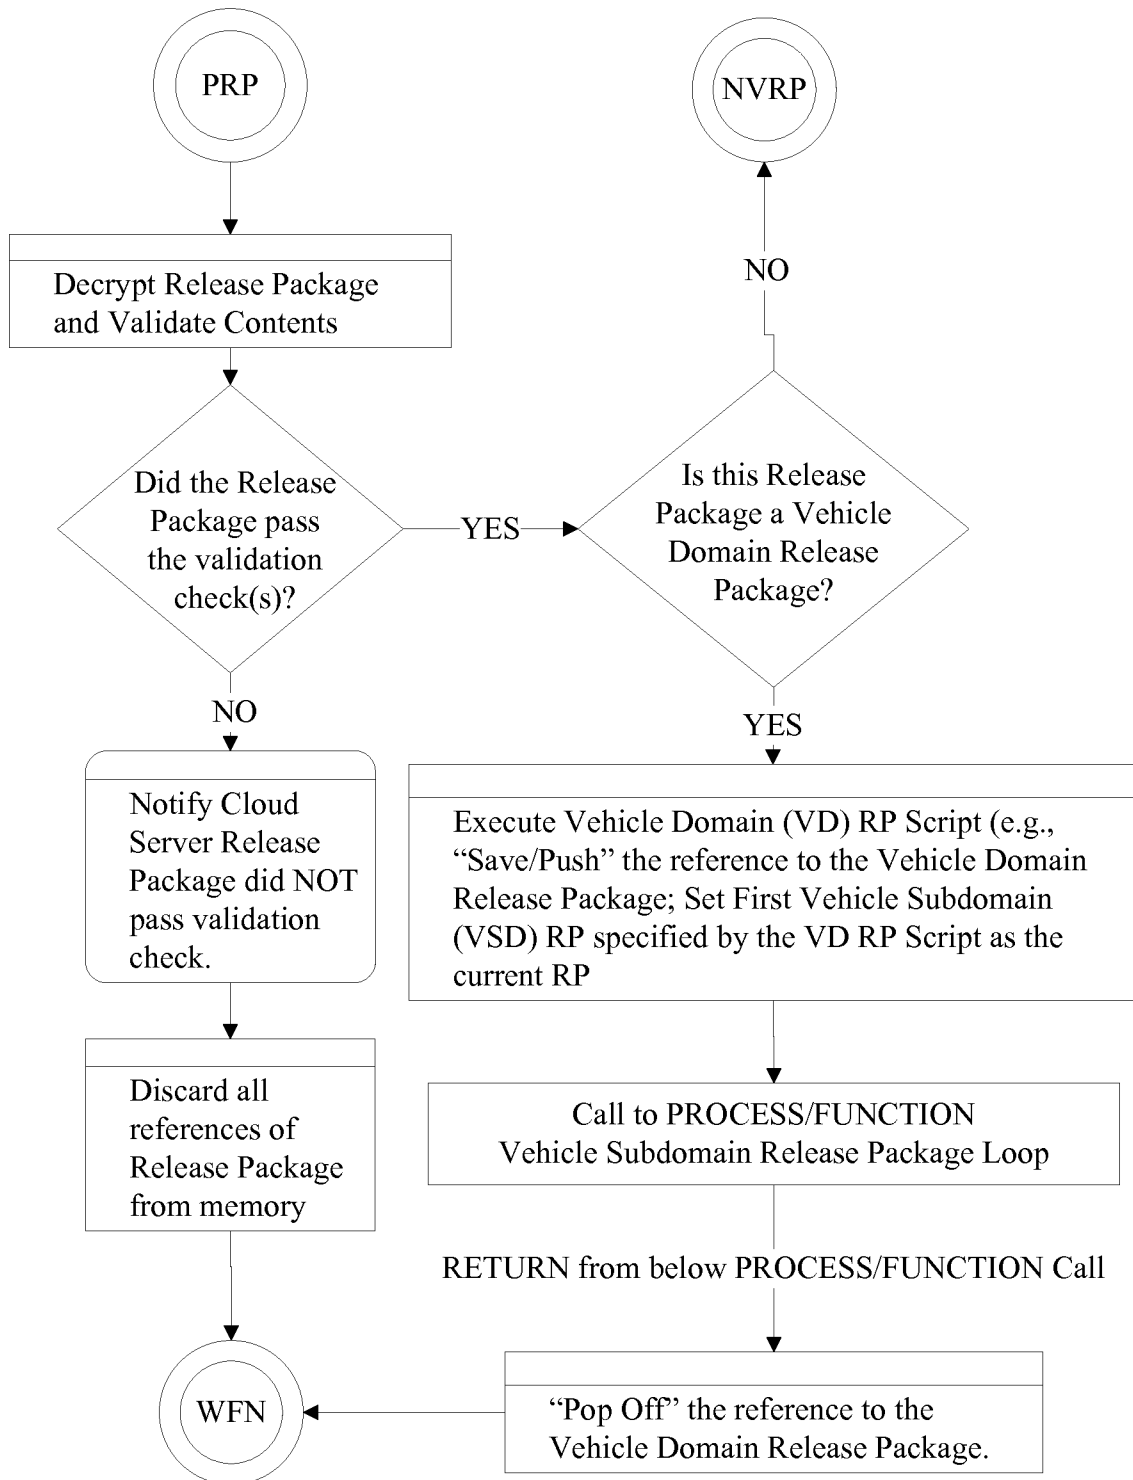 PRP
NVRP
Decrypt Release Package
and Validate Contents
NO
Did the Release
Package pass
the validation
check(s)?
YES
Is this Release
Package a Vehicle
Domain Release
Package?
NO
YES
Notify Cloud
Server Release
Package did NOT
pass validation
check.
Execute Vehicle Domain (VD) RP Script (e.g.,
“Save/Push” the reference to the Vehicle Domain
Release Package; Set First Vehicle Subdomain
(VSD) RP specified by the VD RP Script as the
current RP
Discard all
references of
Release Package
from memory
Call to PROCESS/FUNCTION
Vehicle Subdomain Release Package Loop
RETURN from below PROCESS/FUNCTION Call
WFN
“Pop Off” the reference to the
Vehicle Domain Release Package.